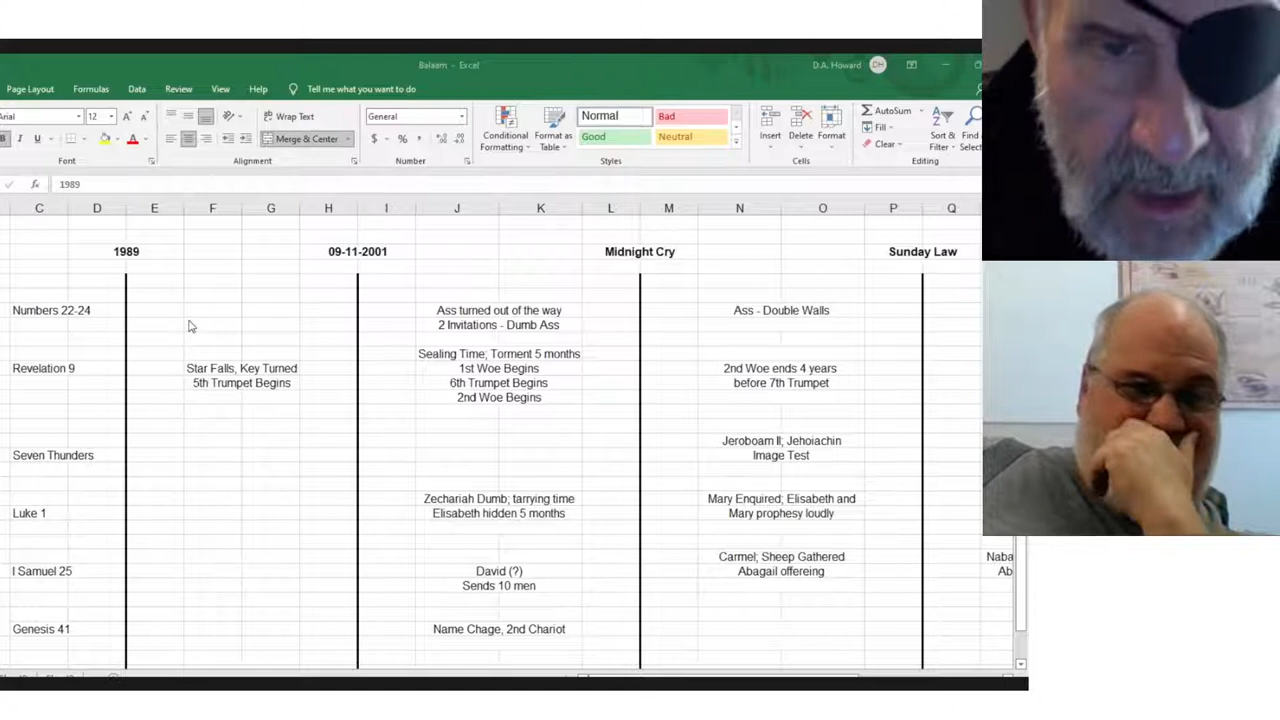 Balaam - Excel
D.A. Howard
DH
Page Layout
Formulas
Data
Review
View
Help
Tell me what you want to do
12
Wrap Text
General
Normal
Bad
AutoSum
B I U
Merge & Center
$ % ,
Conditional
Formatting
Format as
Table
Good
Neutral
Insert
Delete
Format
Fill
Clear
Sort &
Filter
Font
Alignment
Number
Styles
Cells
Editing
fx 1989
C D E F G H I J K L M N O P Q
1989 09-11-2001 Midnight Cry Sunday Law
Numbers 22-24
Ass turned out of the way
2 Invitations - Dumb Ass
Ass - Double Walls
Revelation 9
Star Falls, Key Turned
5th Trumpet Begins
Sealing Time; Torment 5 months
1st Woe Begins
6th Trumpet Begins
2nd Woe Begins
2nd Woe ends 4 years
before 7th Trumpet
Seven Thunders
Jeroboam II; Jehoiachin
Image Test
Luke 1
Zechariah Dumb; tarrying time
Elisabeth hidden 5 months
Mary Enquired; Elisabeth and
Mary prophesy loudly
I Samuel 25
David (?)
Sends 10 men
Carmel; Sheep Gathered
Abagail offereing
Naba
Ab
Genesis 41
Name Chage, 2nd Chariot